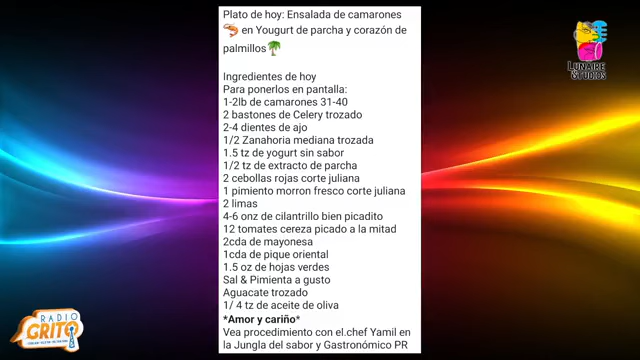 Plato de hoy: Ensalada de camarones
🦐 en Yougurt de parcha y corazón de
palmillos🌴
Ingredientes de hoy
Para ponerlos en pantalla:
1-2lb de camarones 31-40
2 bastones de Celery trozado
2-4 dientes de ajo
1/2 Zanahoria mediana trozada
1.5 tz de yogurt sin sabor
1/2 tz de extracto de parcha
2 cebollas rojas corte juliana
1 pimiento morron fresco corte juliana
2 limas
4-6 onz de cilantrillo bien picadito
12 tomates cereza picado a la mitad
2cda de mayonesa
1cda de pique oriental
1.5 oz de hojas verdes
Sal & Pimienta a gusto
Aguacate trozado
1/ 4 tz de aceite de oliva
*Amor y cariño*
Vea procedimiento con el.chef Yamil en
la Jungla del sabor y Gastronómico PR
LUNAIRE
&STUDIOS
RADIO
GRITO